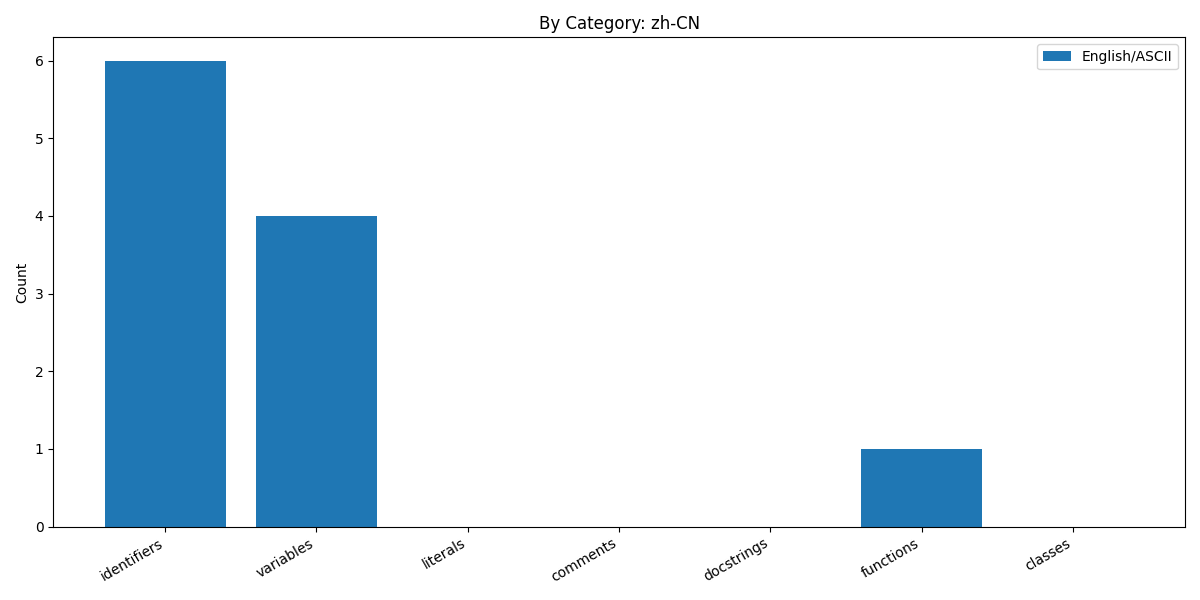 By Category: zh-CN
English/ASCII
Count
6
5
4
3
2
1
0
identifiers
variables
literals
comments
docstrings
functions
classes